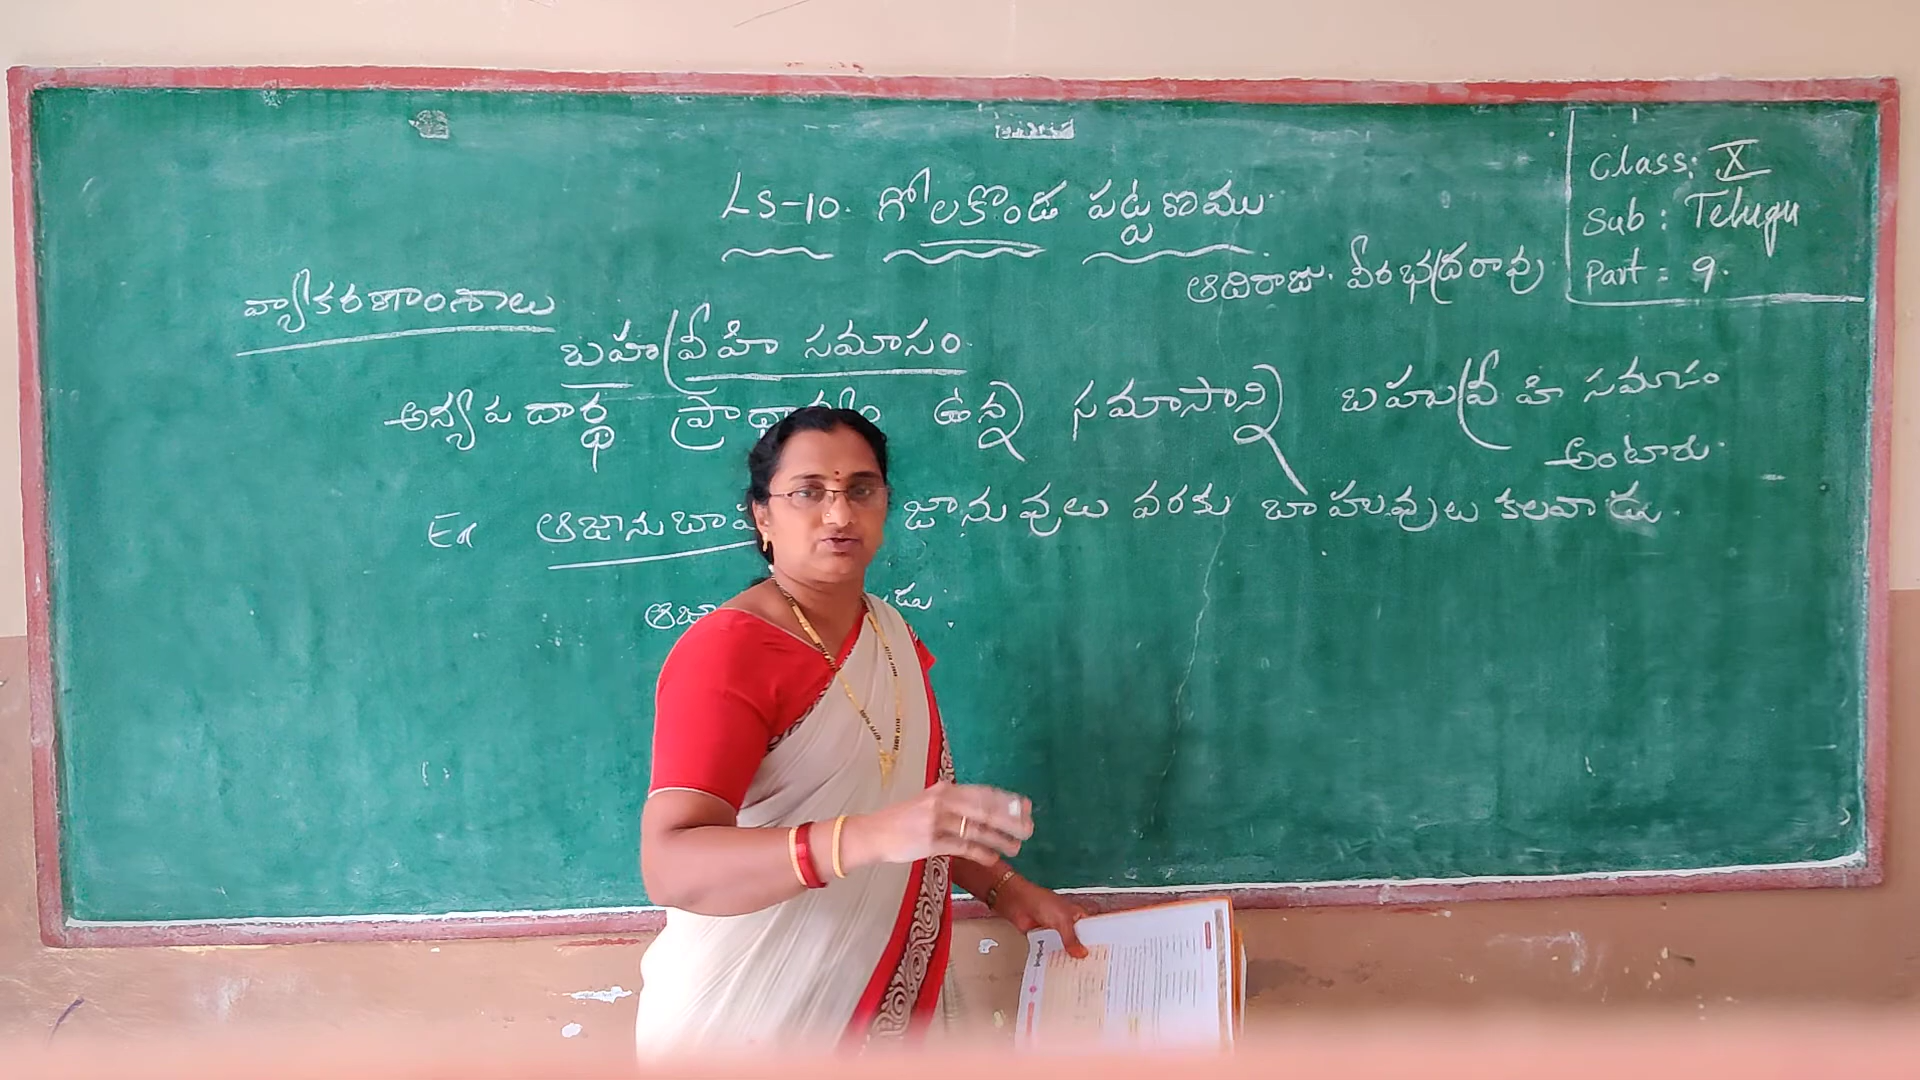 LS-10. గోలకొండ పట్టణము
Class: X
Sub : Telugu
Part = 9.
ఆదిరాజు. వీరభద్రరావు
వ్యాకరణాంశాలు
బహువ్రీహి సమాసం
అన్యపదార్థ ఉన్న సమాసాన్ని బహువ్రీహి సమాసం
అంటారు.
Ex జానువులు వరకు బాహువులు కలవాడు.